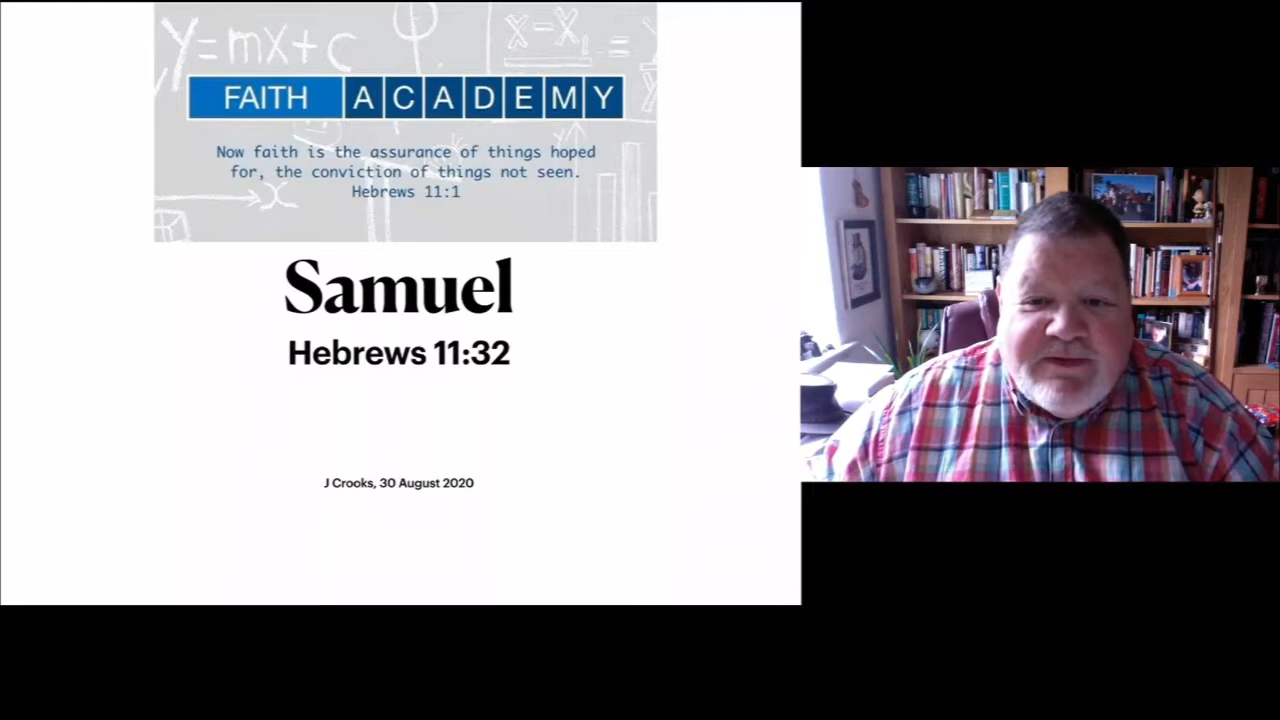 y=mx+c
x-x₁ =
FAITH ACADEMY
Now faith is the assurance of things hoped
for, the conviction of things not seen.
Hebrews 11:1
x
Samuel
Hebrews 11:32
J Crooks, 30 August 2020